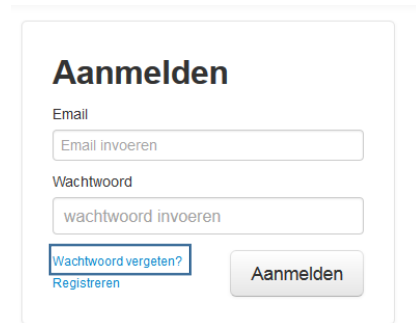 Aanmelden
Email
Email invoeren
Wachtwoord
wachtwoord invoeren
Wachtwoord vergeten?
Registreren
Aanmelden